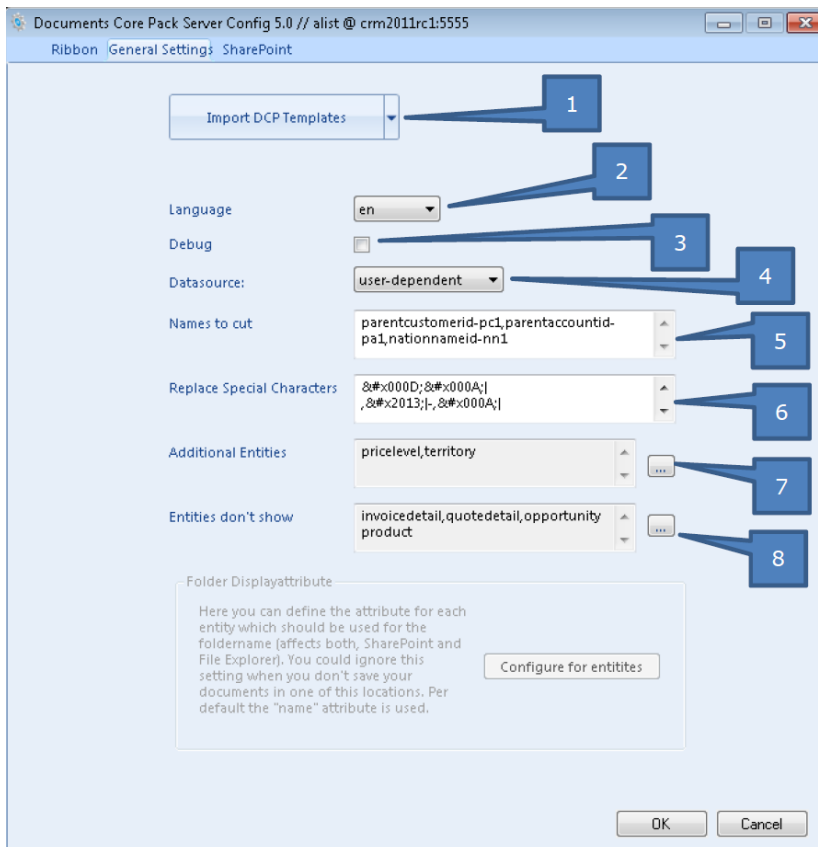 Documents Core Pack Server Config 5.0 // alist @ crm2011rc1:5555
Ribbon General Settings SharePoint
Import DCP Templates
1
2
Language
en
Debug
3
Datasource:
user-dependent
4
Names to cut
parentcustomerid-pc1,parentaccountid-
pa1,nationnameid-nn1
5
Replace Special Characters
&#x000D;&#x000A;|
,&#x2013;|-,&#x000A;|
6
Additional Entities
pricelevel,territory
...
7
Entities don't show
invoicedetail,quotedetail,opportunity
product
...
8
Folder Displayattribute
Here you can define the attribute for each
entity which should be used for the
foldername (affects both, SharePoint and
File Explorer). You could ignore this
setting when you don't save your
documents in one of this locations. Per
default the "name" attribute is used.
Configure for entitites
OK
Cancel